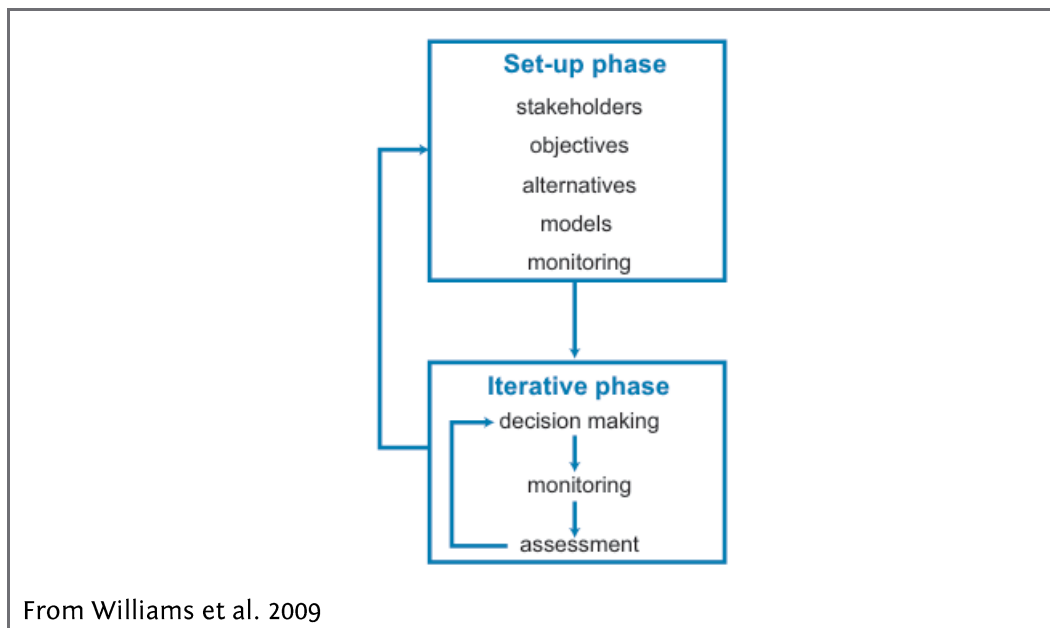 Set-up phase
stakeholders
objectives
alternatives
models
monitoring
Iterative phase
decision making
monitoring
assessment
From Williams et al. 2009